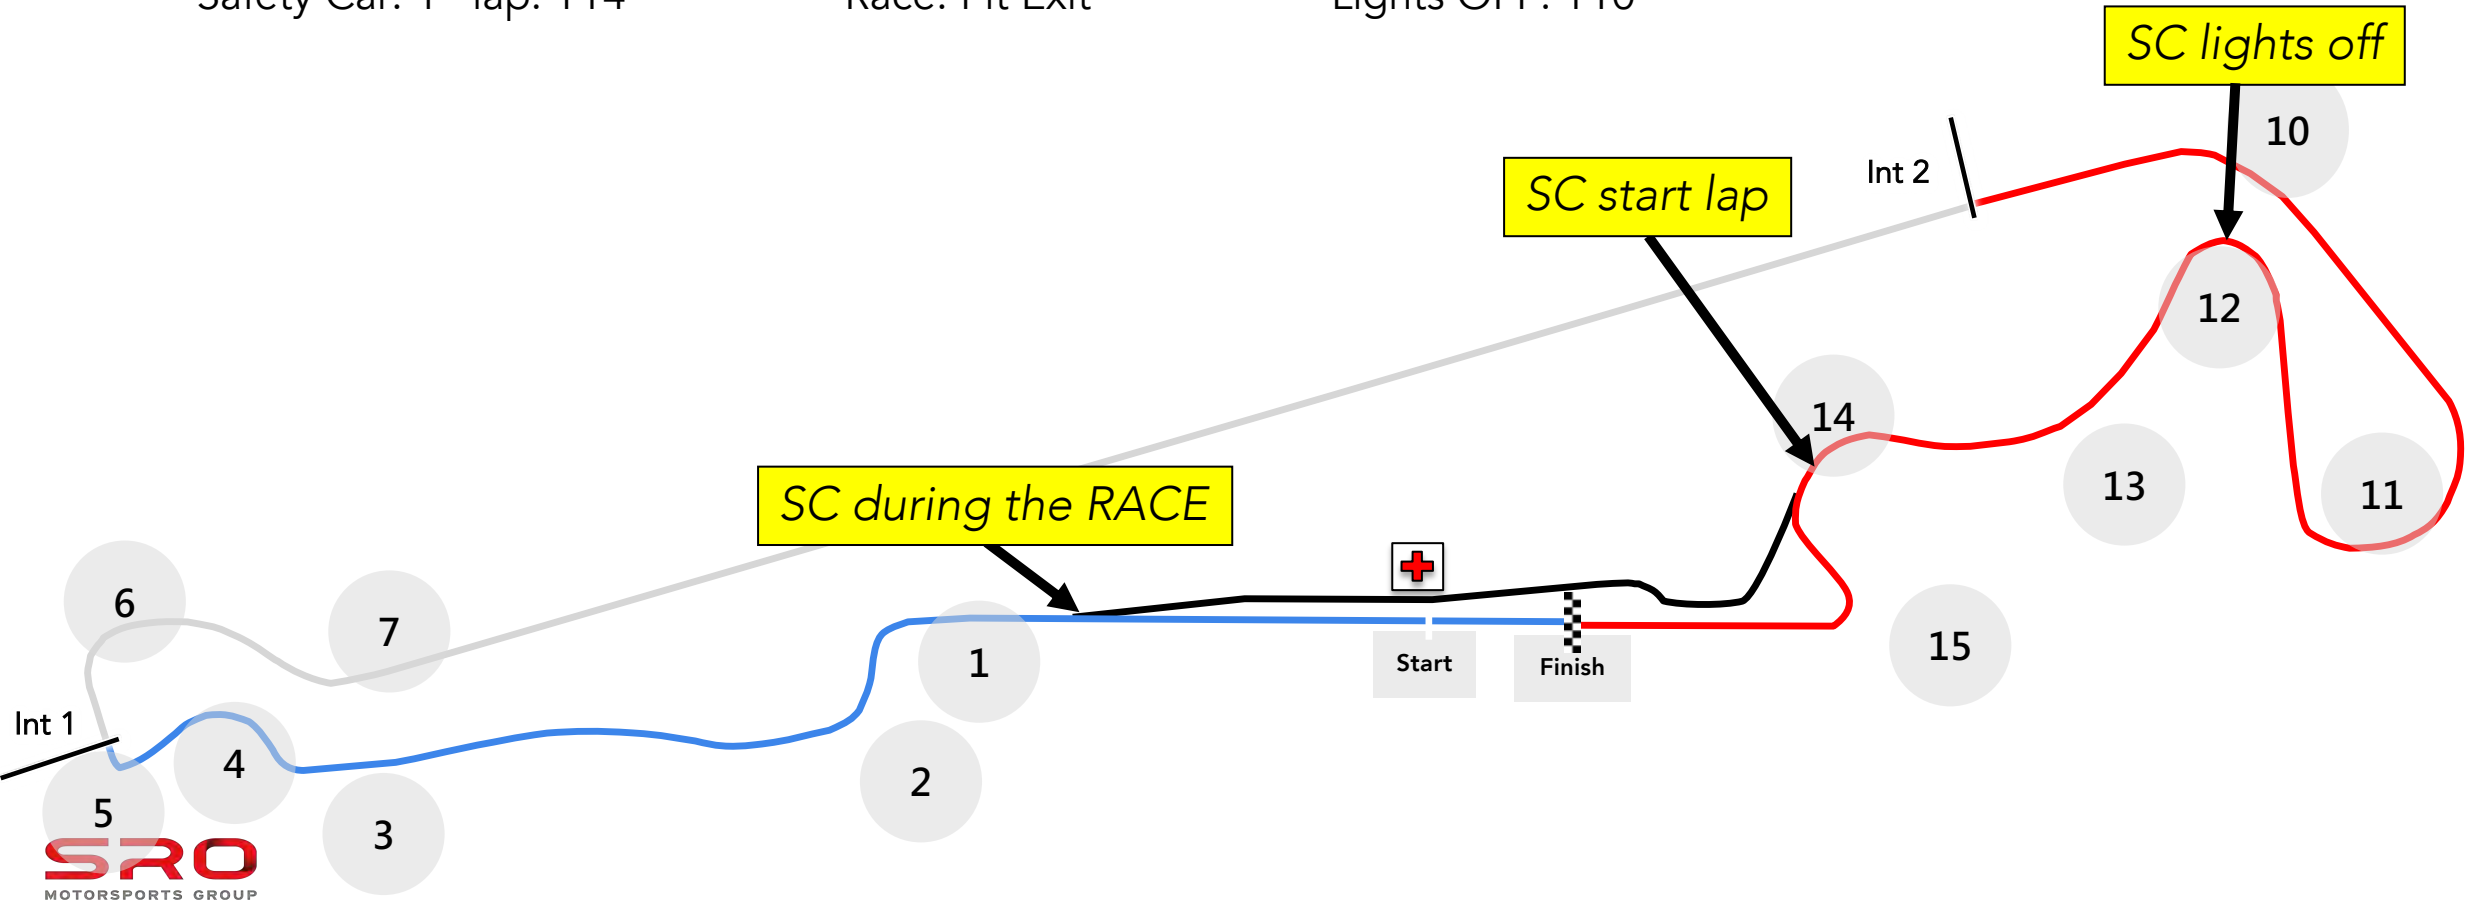 SC lights off
10
Int 2
SC start lap
12
14
SC during the RACE
13
11
6
7
1
Start
Finish
15
Int 1
4
2
5
3
SRO
MOTORSPORTS GROUP